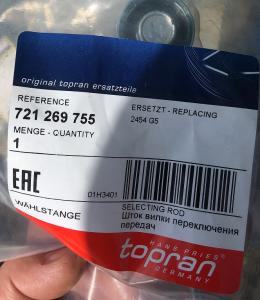 original topran ersatzteile
REFERENCE
721 269 755
ERSETZT - REPLACING
2454 G5
MENGE - QUANTITY
1
EAC
01H3401
WAHLSTANGE
SELECTING ROD
Шток вилки переключения
передач
HANS PRIES
topran
GERMANY